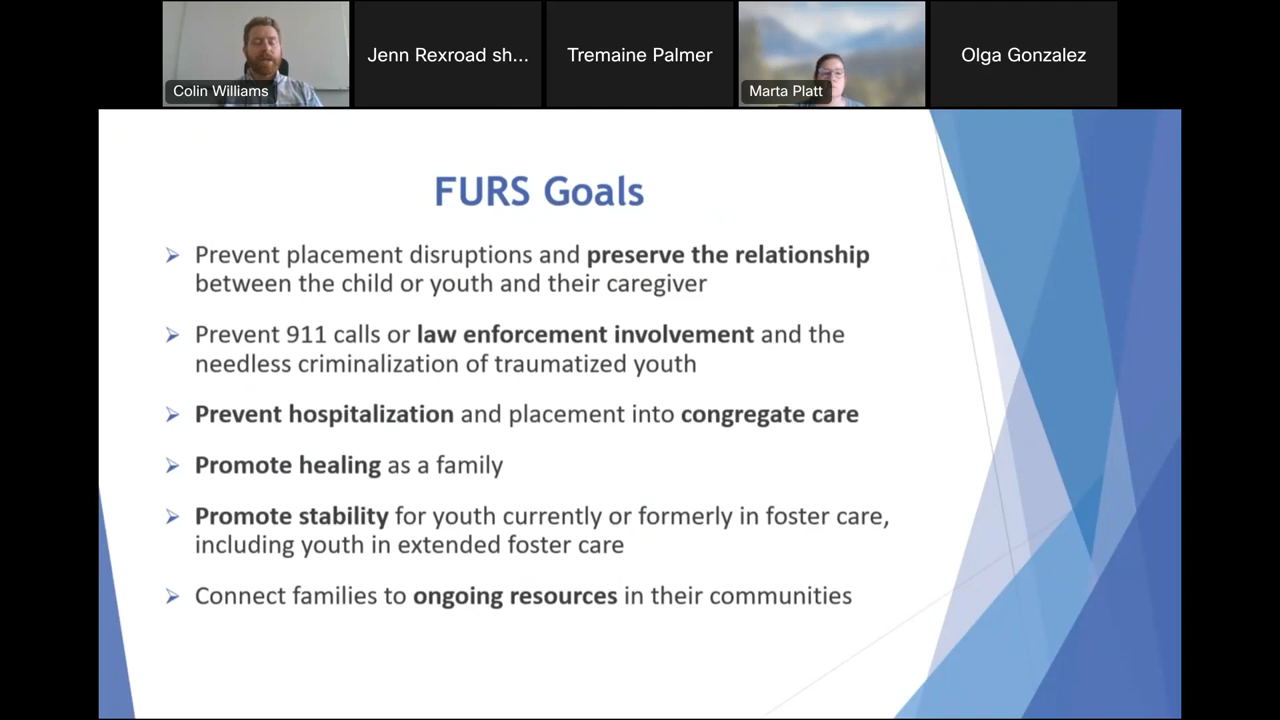 Colin Williams
Jenn Rexroad sh...
Tremaine Palmer
Marta Platt
Olga Gonzalez
FURS Goals
Prevent placement disruptions and preserve the relationship
between the child or youth and their caregiver
Prevent 911 calls or law enforcement involvement and the
needless criminalization of traumatized youth
Prevent hospitalization and placement into congregate care
Promote healing as a family
Promote stability for youth currently or formerly in foster care,
including youth in extended foster care
Connect families to ongoing resources in their communities